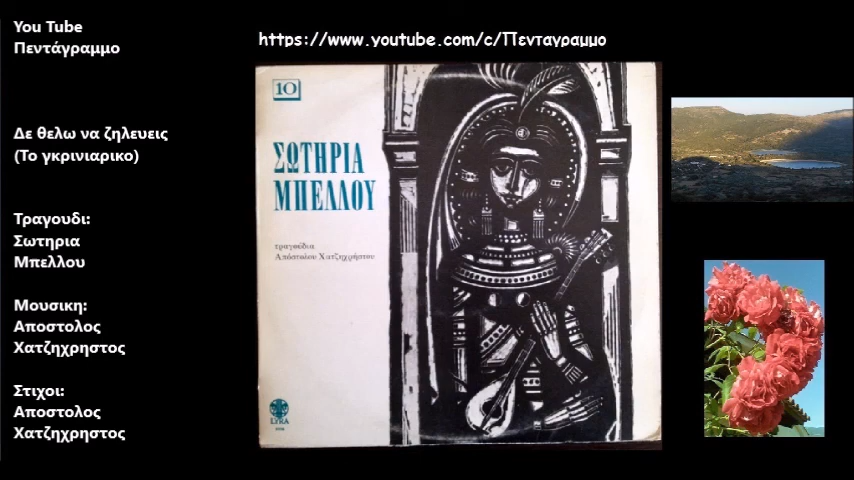 You Tube
Πεντάγραμμο
https://www.youtube.com/c/Πενταγραμμο
Δε θελω να ζηλευεις
(Το γκρινιαρικο)
Τραγουδι:
Σωτηρια
Μπελλου
Μουσικη:
Αποστολος
Χατζηχρηστος
Στιχοι:
Αποστολος
Χατζηχρηστος
10
ΣΩΤΗΡΙΑ
ΜΠΕΛΛΟΥ
τραγούδια
Απόστολου Χατζηχρήστου
LYRA